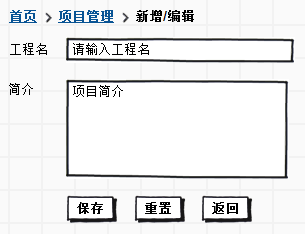 首页 > 项目管理 > 新增/编辑
工程名 请输入工程名
简介 项目简介
保存 重置 返回